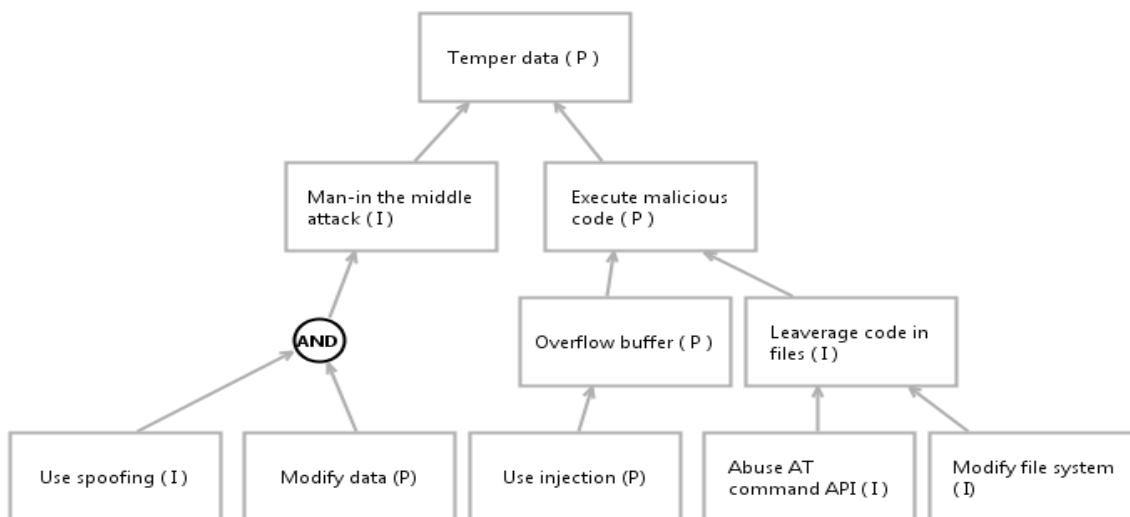 Temper data ( P )
Man-in the middle
attack ( I )
Execute malicious
code ( P )
AND
Overflow buffer ( P )
Leaverage code in
files ( I )
Use spoofing ( I )
Modify data (P)
Use injection (P)
Abuse AT
command API ( I )
Modify file system
( I)